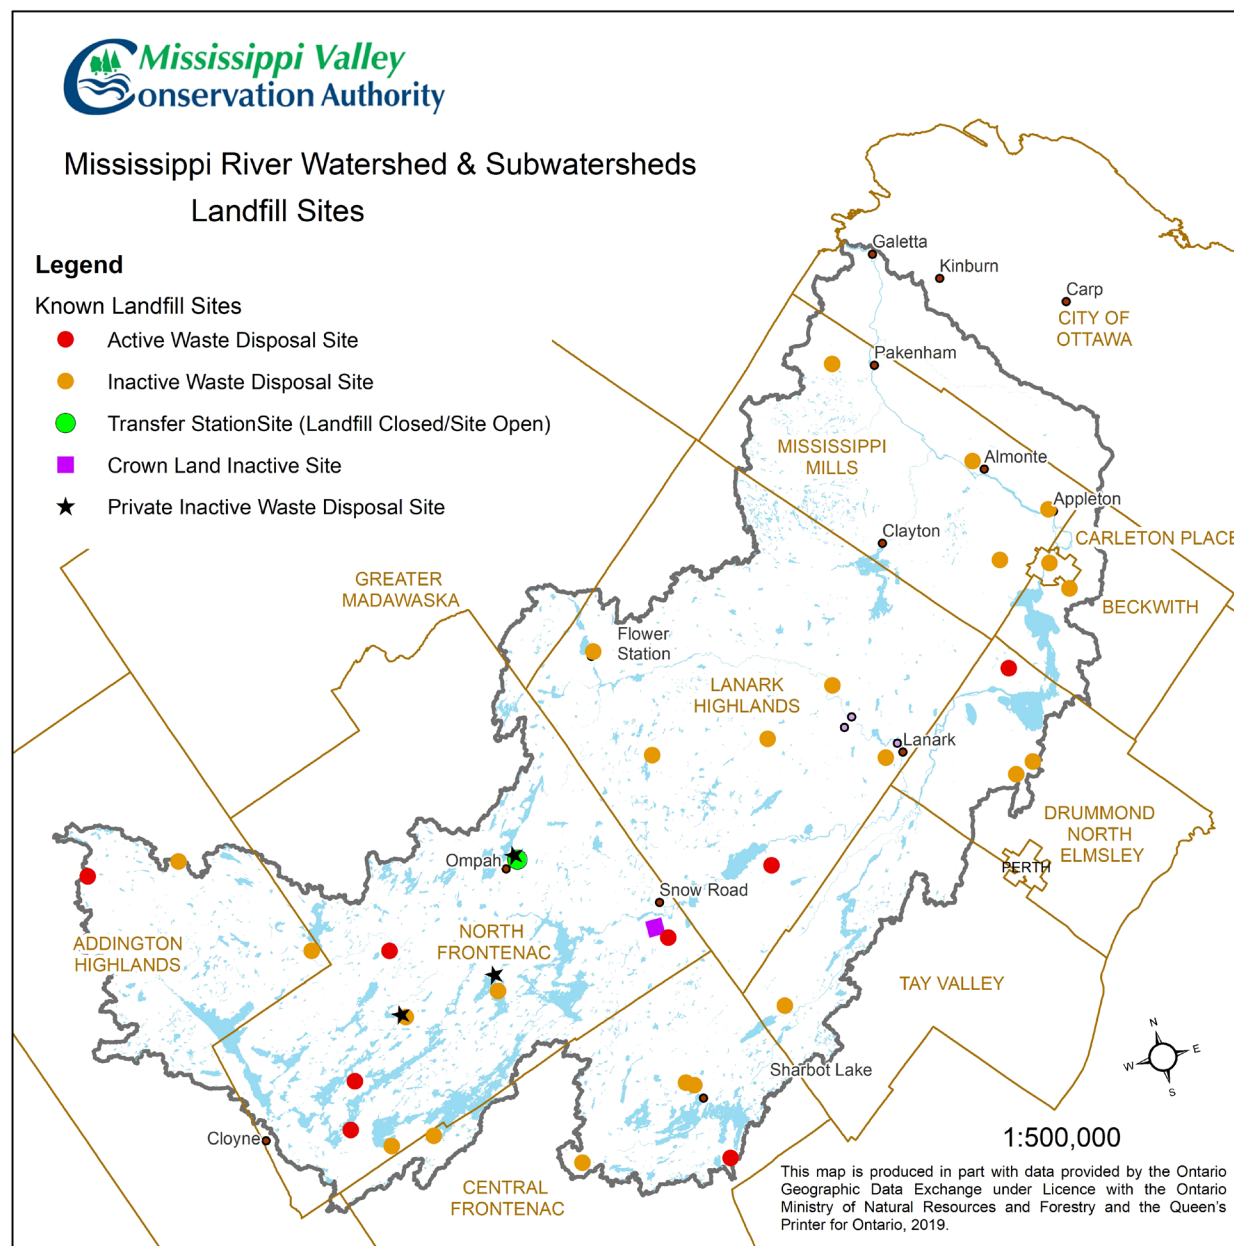 Mississippi Valley
Conservation Authority
Mississippi River Watershed & Subwatersheds
Landfill Sites
Legend
Known Landfill Sites
Active Waste Disposal Site
Inactive Waste Disposal Site
Transfer StationSite (Landfill Closed/Site Open)
Crown Land Inactive Site
Private Inactive Waste Disposal Site
Galetta
Kinburn
Carp
CITY OF
OTTAWA
Pakenham
MISSISSIPPI
MILLS
Almonte
Appleton
Clayton
CARLETON PLACE
GREATER
MADAWASKA
BECKWITH
Flower
Station
LANARK
HIGHLANDS
Lanark
DRUMMOND
NORTH
ELMSLEY
PERTH
Ompah
Snow Road
ADDINGTON
HIGHLANDS
NORTH
FRONTENAC
TAY VALLEY
Sharbot Lake
N
E
W
S
Cloyne
CENTRAL
FRONTENAC
1:500,000
This map is produced in part with data provided by the Ontario
Geographic Data Exchange under Licence with the Ontario
Ministry of Natural Resources and Forestry and the Queen's
Printer for Ontario, 2019.